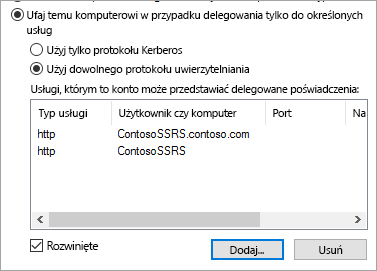 Ufaj temu komputerowi w przypadku delegowania tylko do określonych
usług
Użyj tylko protokołu Kerberos
Użyj dowolnego protokołu uwierzytelniania
Usługi, którym to konto może przedstawiać delegowane poświadczenia:
Typ usługi Użytkownik czy komputer Port Na
http ContosoSSRS.contoso.com
http ContosoSSRS
Rozwinięte Dodaj... Usuń